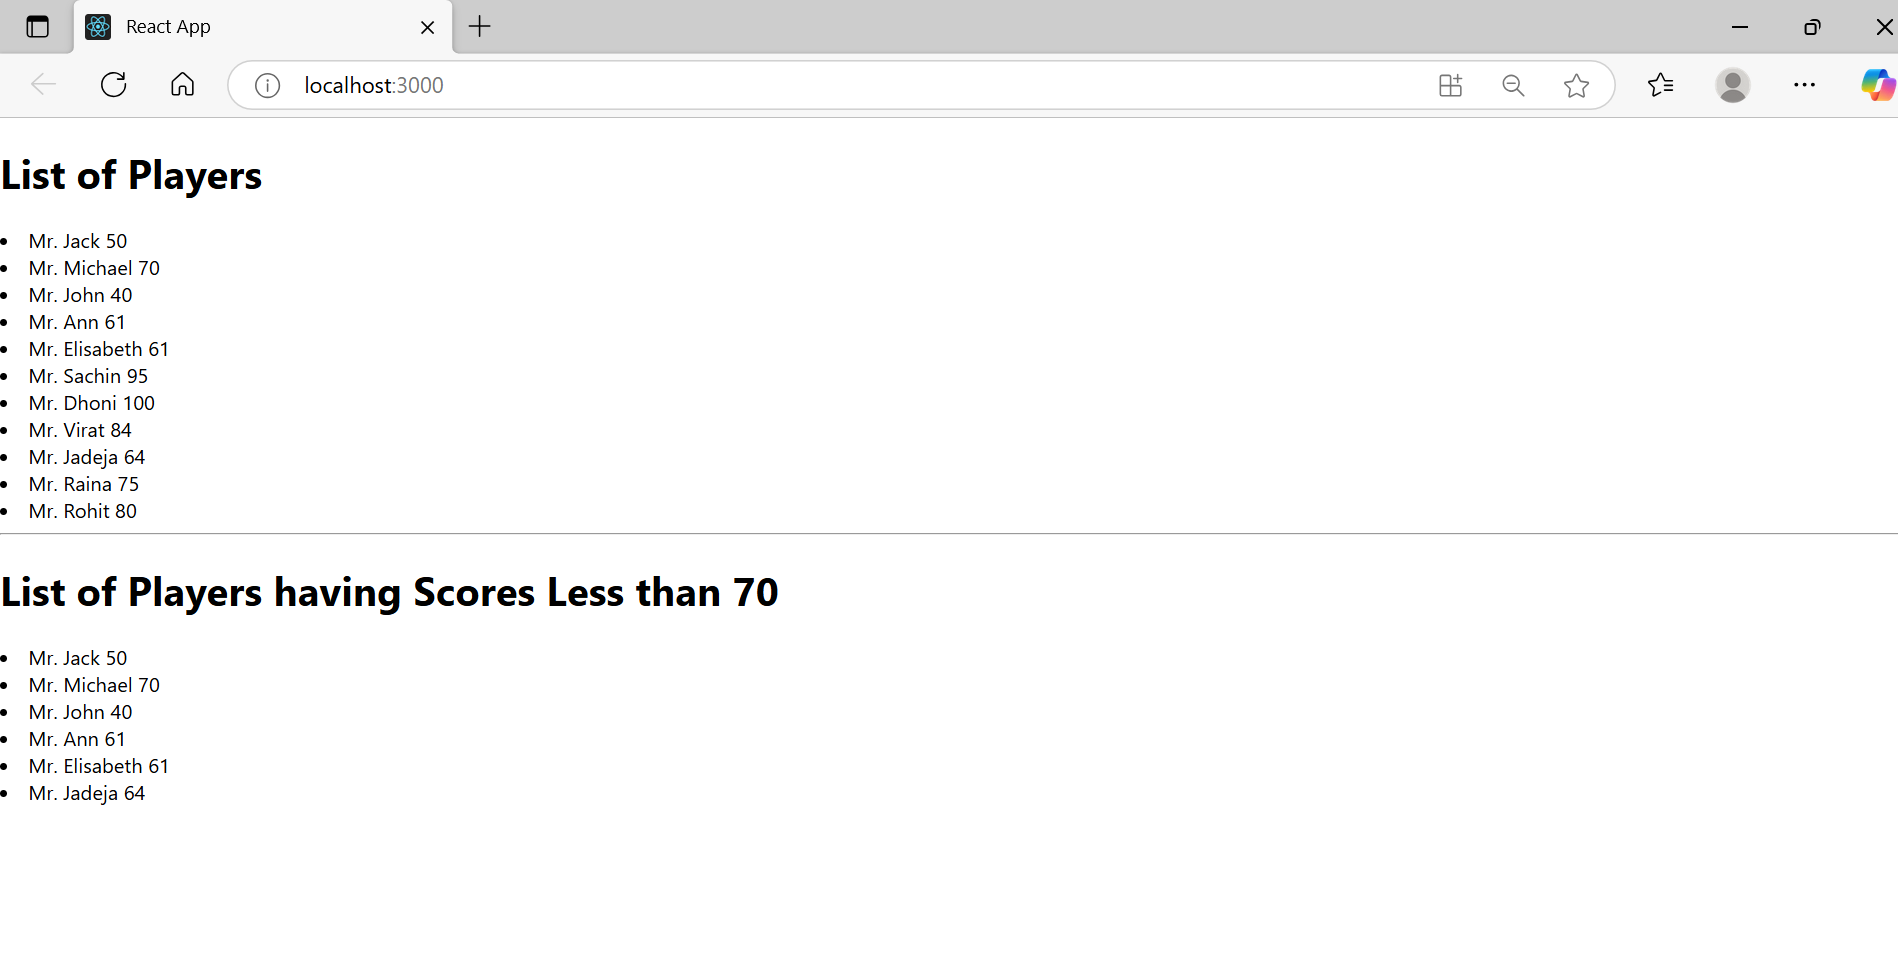 React App
localhost:3000
List of Players
Mr. Jack 50
Mr. Michael 70
Mr. John 40
Mr. Ann 61
Mr. Elisabeth 61
Mr. Sachin 95
Mr. Dhoni 100
Mr. Virat 84
Mr. Jadeja 64
Mr. Raina 75
Mr. Rohit 80
List of Players having Scores Less than 70
Mr. Jack 50
Mr. Michael 70
Mr. John 40
Mr. Ann 61
Mr. Elisabeth 61
Mr. Jadeja 64